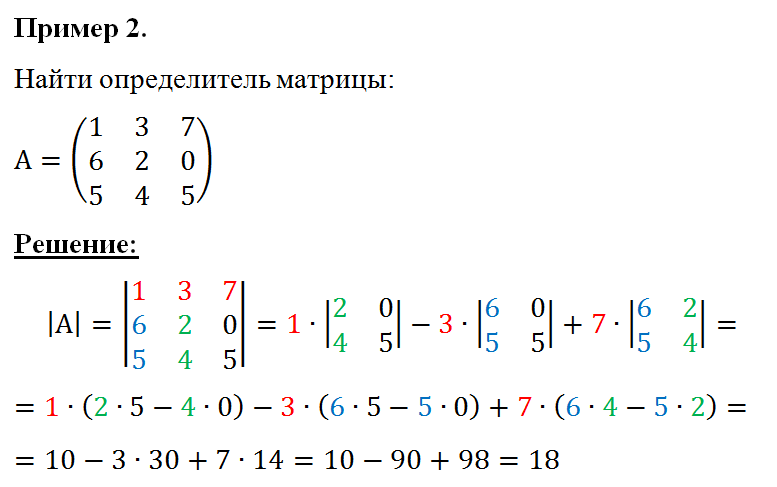 Пример 2.
Найти определитель матрицы:
1 3 7
A = 6 2 0
5 4 5
Решение:
|A| = |1 3 7; 6 2 0; 5 4 5| = 1 · |2 0; 4 5| − 3 · |6 0; 5 5| + 7 · |6 2; 5 4| =
= 1 · (2 · 5 − 4 · 0) − 3 · (6 · 5 − 5 · 0) + 7 · (6 · 4 − 5 · 2) =
= 10 − 3 · 30 + 7 · 14 = 10 − 90 + 98 = 18